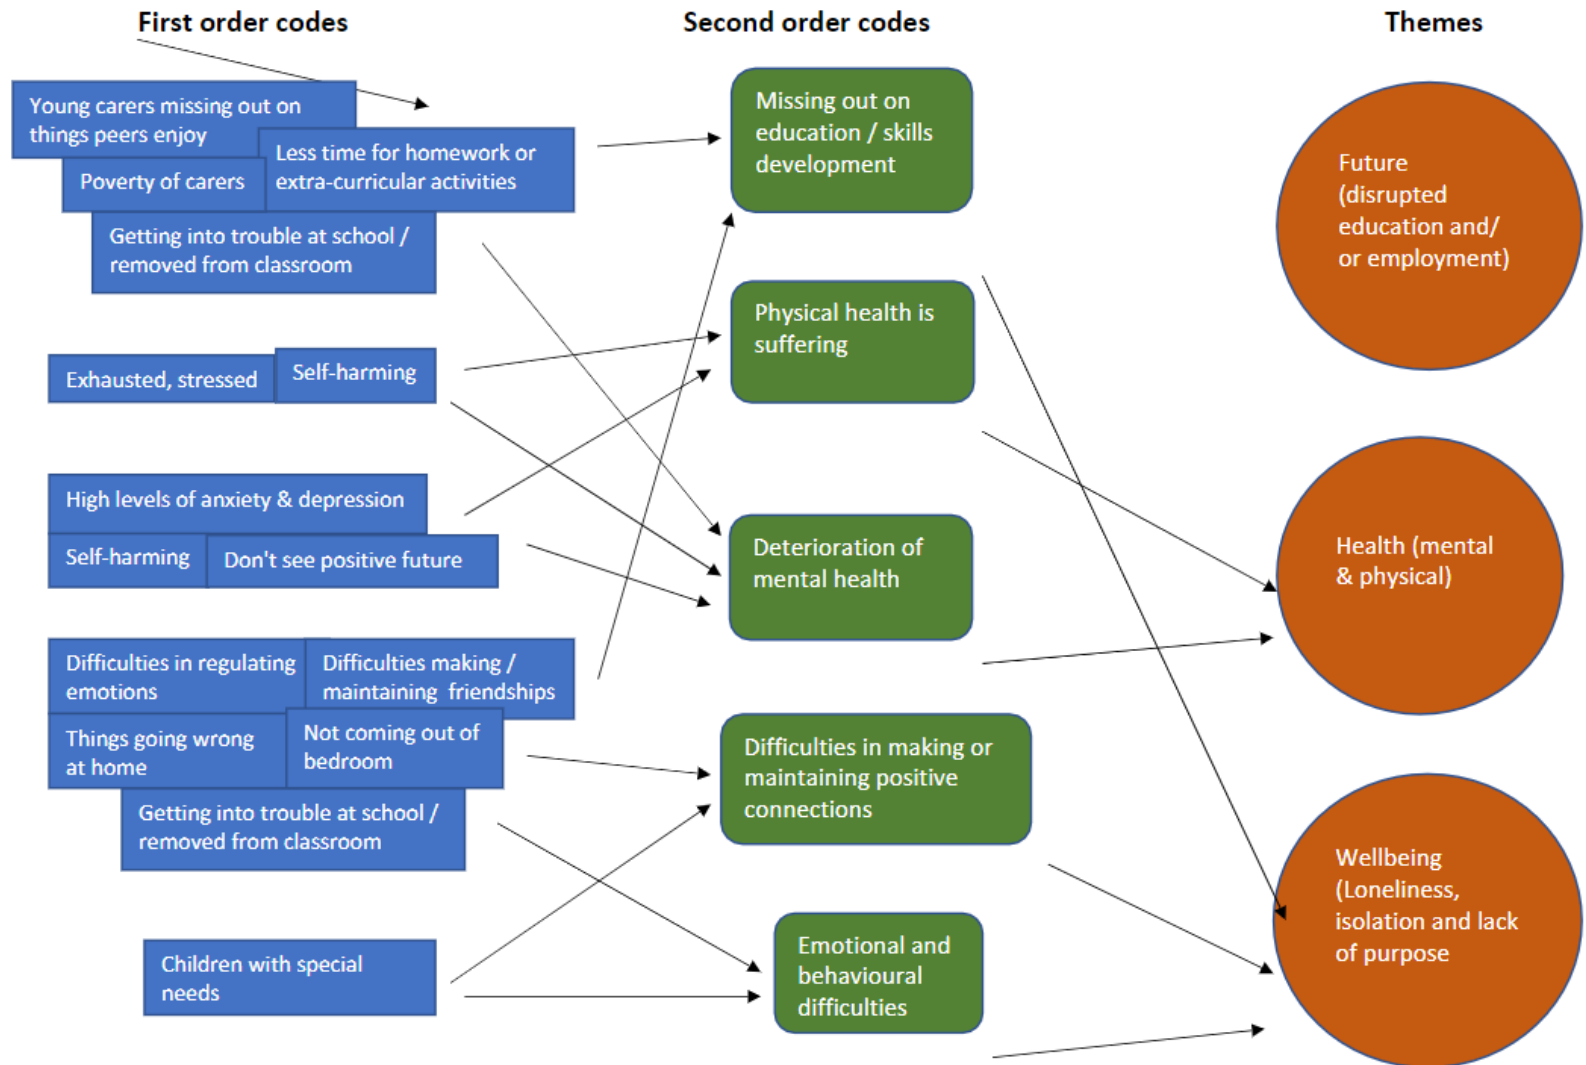 First order codes
Second order codes
Themes
Young carers missing out on
things peers enjoy
Less time for homework or
extra-curricular activities
Poverty of carers
Getting into trouble at school /
removed from classroom
Exhausted, stressed
Self-harming
High levels of anxiety & depression
Self-harming
Don't see positive future
Difficulties in regulating
emotions
Difficulties making /
maintaining friendships
Things going wrong
at home
Not coming out of
bedroom
Getting into trouble at school /
removed from classroom
Children with special
needs
Missing out on
education / skills
development
Physical health is
suffering
Deterioration of
mental health
Difficulties in making or
maintaining positive
connections
Emotional and
behavioural
difficulties
Future
(disrupted
education and/
or employment)
Health (mental
& physical)
Wellbeing
(Loneliness,
isolation and lack
of purpose